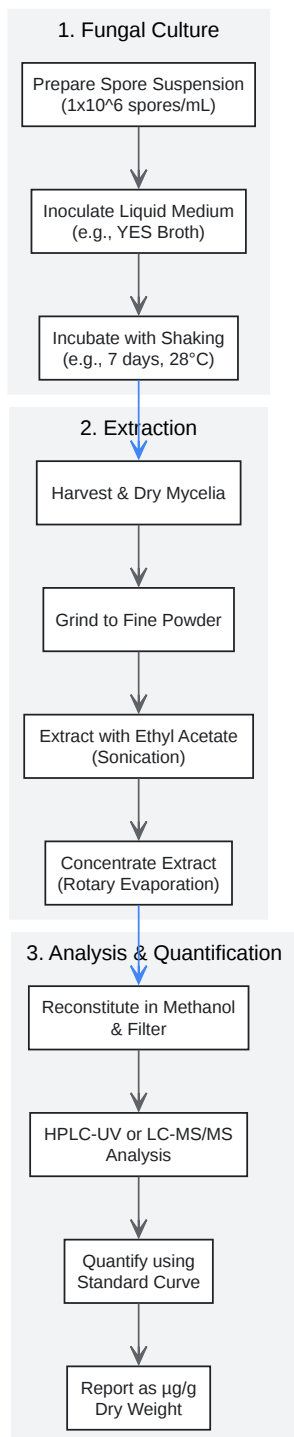 1. Fungal Culture
Prepare Spore Suspension
(1x10^6 spores/mL)
Inoculate Liquid Medium
(e.g., YES Broth)
Incubate with Shaking
(e.g., 7 days, 28°C)
2. Extraction
Harvest & Dry Mycelia
Grind to Fine Powder
Extract with Ethyl Acetate
(Sonication)
Concentrate Extract
(Rotary Evaporation)
3. Analysis & Quantification
Reconstitute in Methanol
& Filter
HPLC-UV or LC-MS/MS
Analysis
Quantify using
Standard Curve
Report as µg/g
Dry Weight